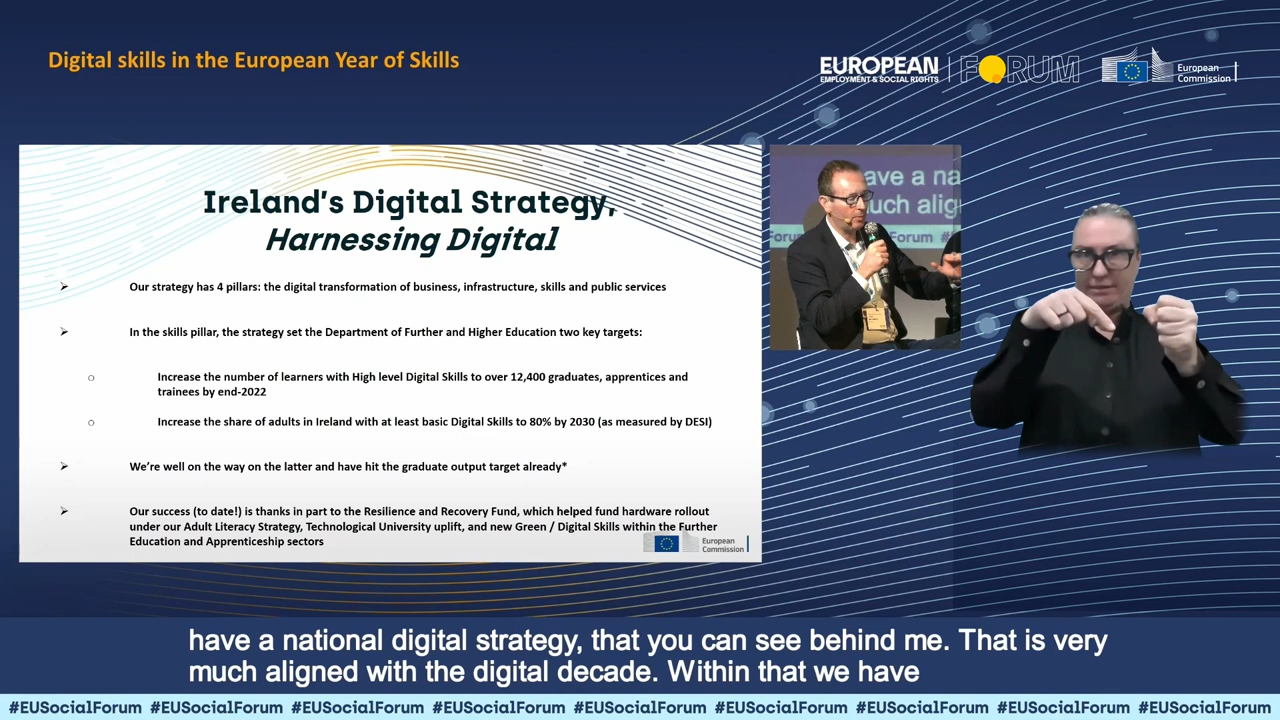 Digital skills in the European Year of Skills
EUROPEAN
EMPLOYMENT & SOCIAL RIGHTS
FORUM
European
Commission
Ireland's Digital Strategy,
Harnessing Digital
Our strategy has 4 pillars: the digital transformation of business, infrastructure, skills and public services
In the skills pillar, the strategy set the Department of Further and Higher Education two key targets:
Increase the number of learners with High level Digital Skills to over 12,400 graduates, apprentices and
trainees by end-2022
Increase the share of adults in Ireland with at least basic Digital Skills to 80% by 2030 (as measured by DESI)
We're well on the way on the latter and have hit the graduate output target already*
Our success (to date!) is thanks in part to the Resilience and Recovery Fund, which helped fund hardware rollout
under our Adult Literacy Strategy, Technological University uplift, and new Green / Digital Skills within the Further
Education and Apprenticeship sectors
European
Commission
ave a na
uch alig
Forum #
have a national digital strategy, that you can see behind me. That is very
much aligned with the digital decade. Within that we have
#EUSocialForum #EUSocialForum #EUSocialForum #EUSocialForum #EUSocialForum #EUSocialForum #EUSocialForum #EUSocialForum #EUSocialForum